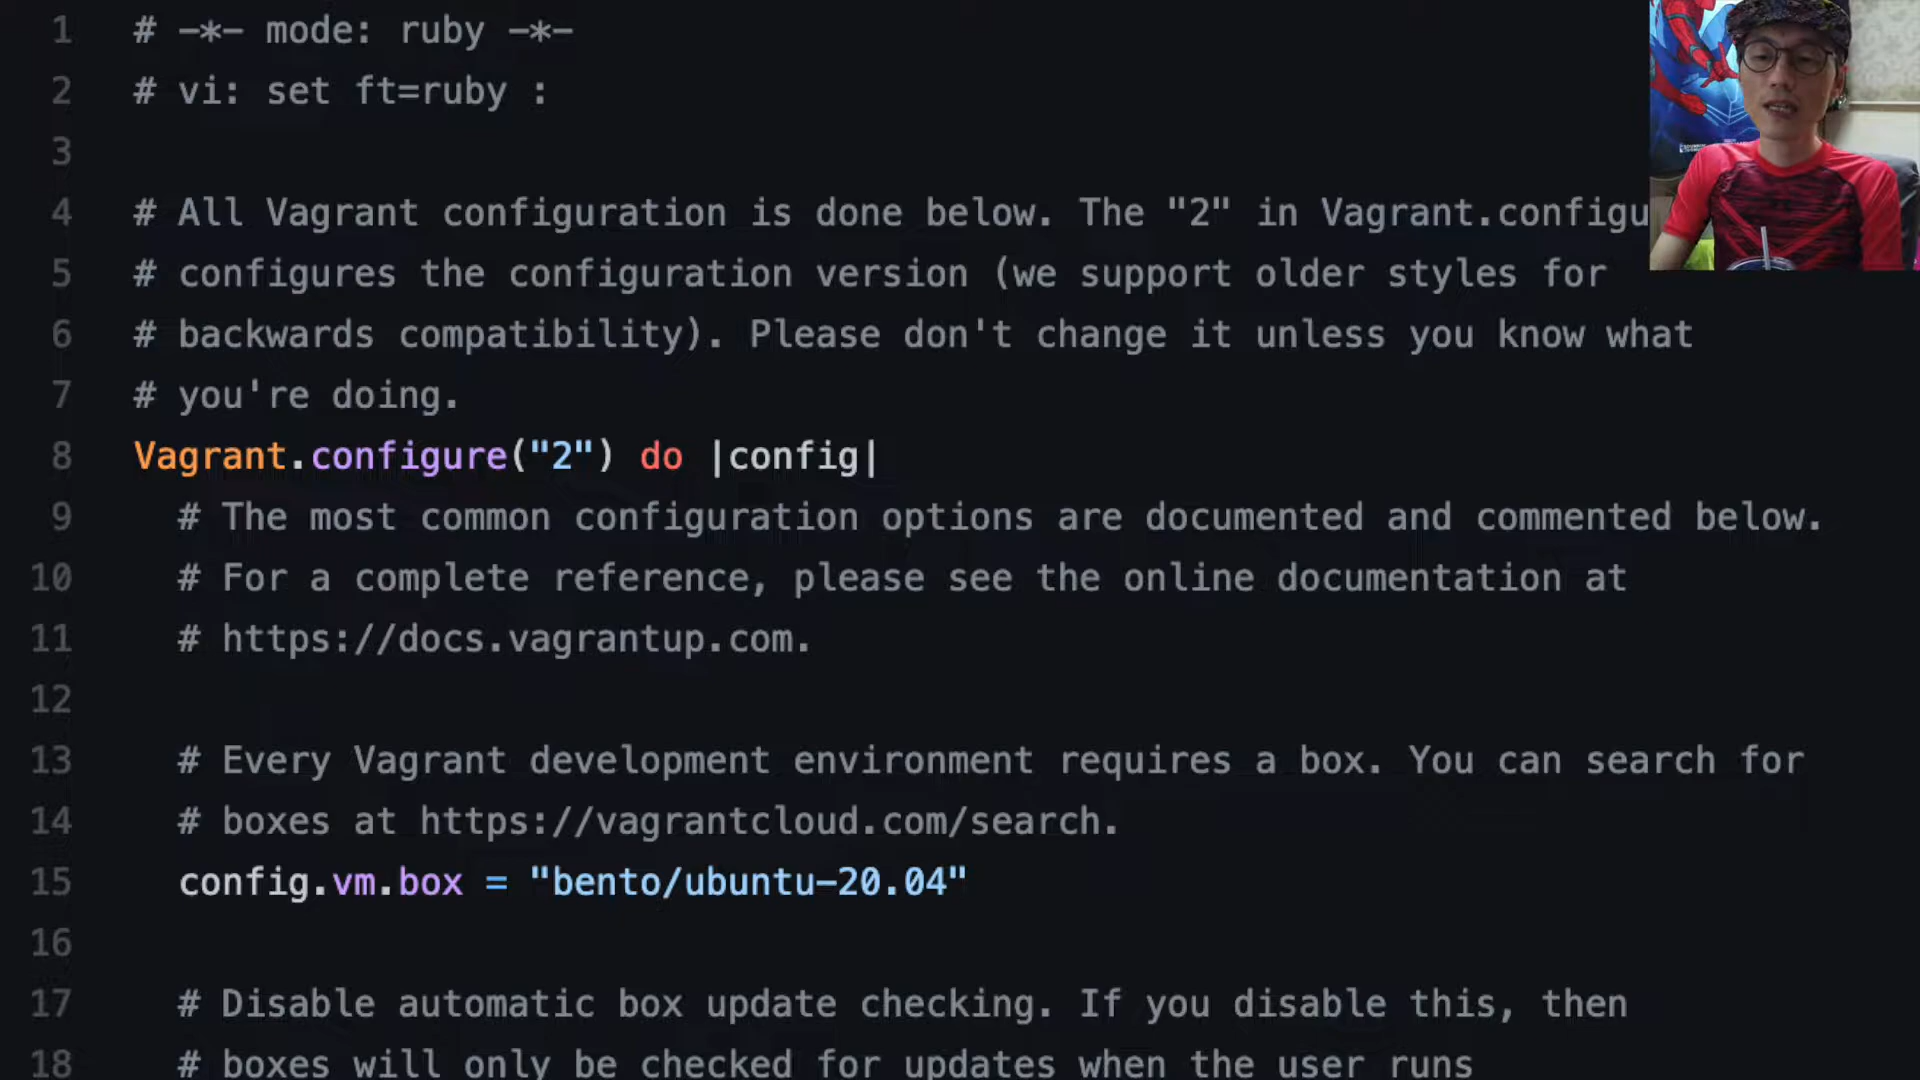 1 # -*- mode: ruby -*-
2 # vi: set ft=ruby :
3
4 # All Vagrant configuration is done below. The "2" in Vagrant.configu
5 # configures the configuration version (we support older styles for
6 # backwards compatibility). Please don't change it unless you know what
7 # you're doing.
8 Vagrant.configure("2") do |config|
9 # The most common configuration options are documented and commented below.
10 # For a complete reference, please see the online documentation at
11 # https://docs.vagrantup.com.
12
13 # Every Vagrant development environment requires a box. You can search for
14 # boxes at https://vagrantcloud.com/search.
15 config.vm.box = "bento/ubuntu-20.04"
16
17 # Disable automatic box update checking. If you disable this, then
18 # boxes will only be checked for updates when the user runs